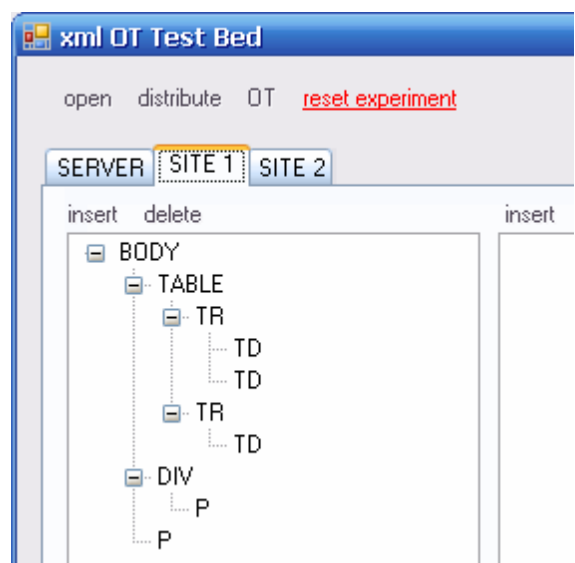 xml OT Test Bed
open distribute OT reset experiment
SERVER SITE 1 SITE 2
insert delete insert
BODY
TABLE
TR
TD
TD
TR
TD
DIV
P
P